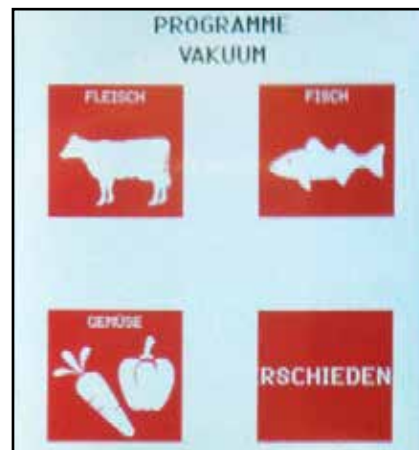 PROGRAMME
VAKUUM
FLEISCH
FISCH
GEMÜSE
RSCHIEDEN